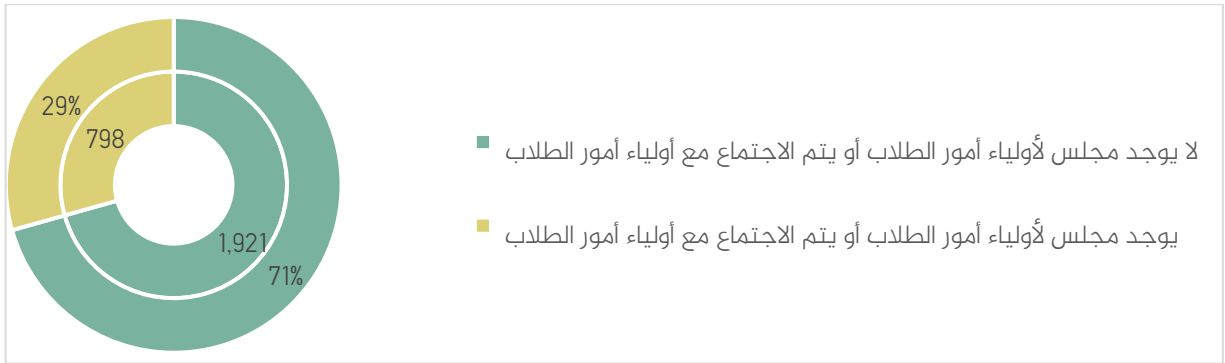 29%
798
1,921
71%
لا يوجد مجلس لأولياء أمور الطلاب أو يتم الاجتماع مع أولياء أمور الطلاب
يوجد مجلس لأولياء أمور الطلاب أو يتم الاجتماع مع أولياء أمور الطلاب